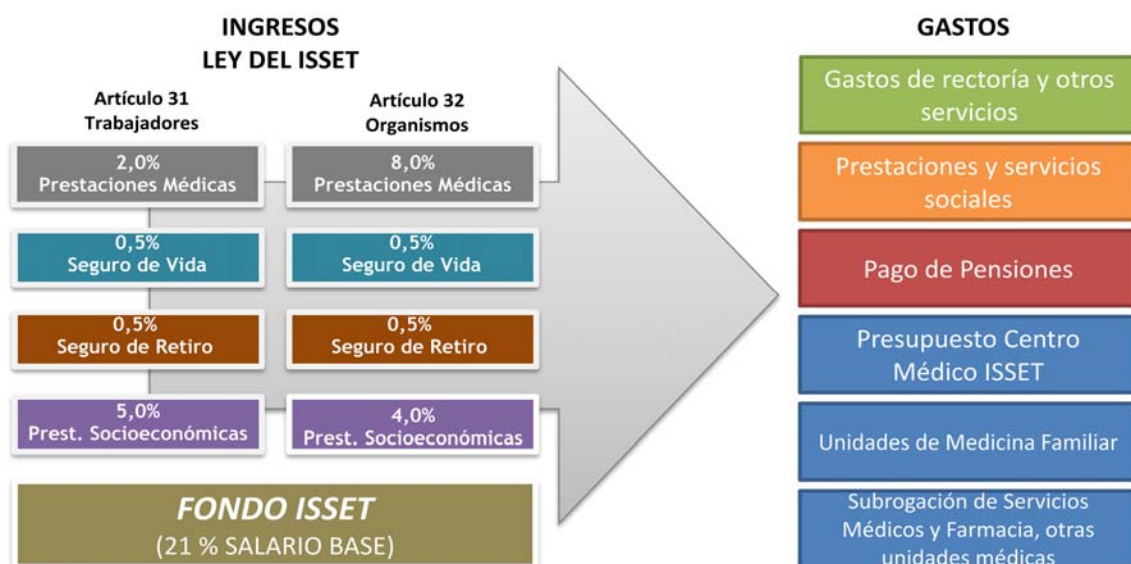 INGRESOS
LEY DEL ISSET
Artículo 31
Trabajadores
Artículo 32
Organismos
2,0%
Prestaciones Médicas
8,0%
Prestaciones Médicas
0,5%
Seguro de Vida
0,5%
Seguro de Vida
0,5%
Seguro de Retiro
0,5%
Seguro de Retiro
5,0%
Prest. Socioeconómicas
4,0%
Prest. Socioeconómicas
FONDO ISSET
(21 % SALARIO BASE)
GASTOS
Gastos de rectoría y otros
servicios
Prestaciones y servicios
sociales
Pago de Pensiones
Presupuesto Centro
Médico ISSET
Unidades de Medicina Familiar
Subrogación de Servicios
Médicos y Farmacia, otras
unidades médicas